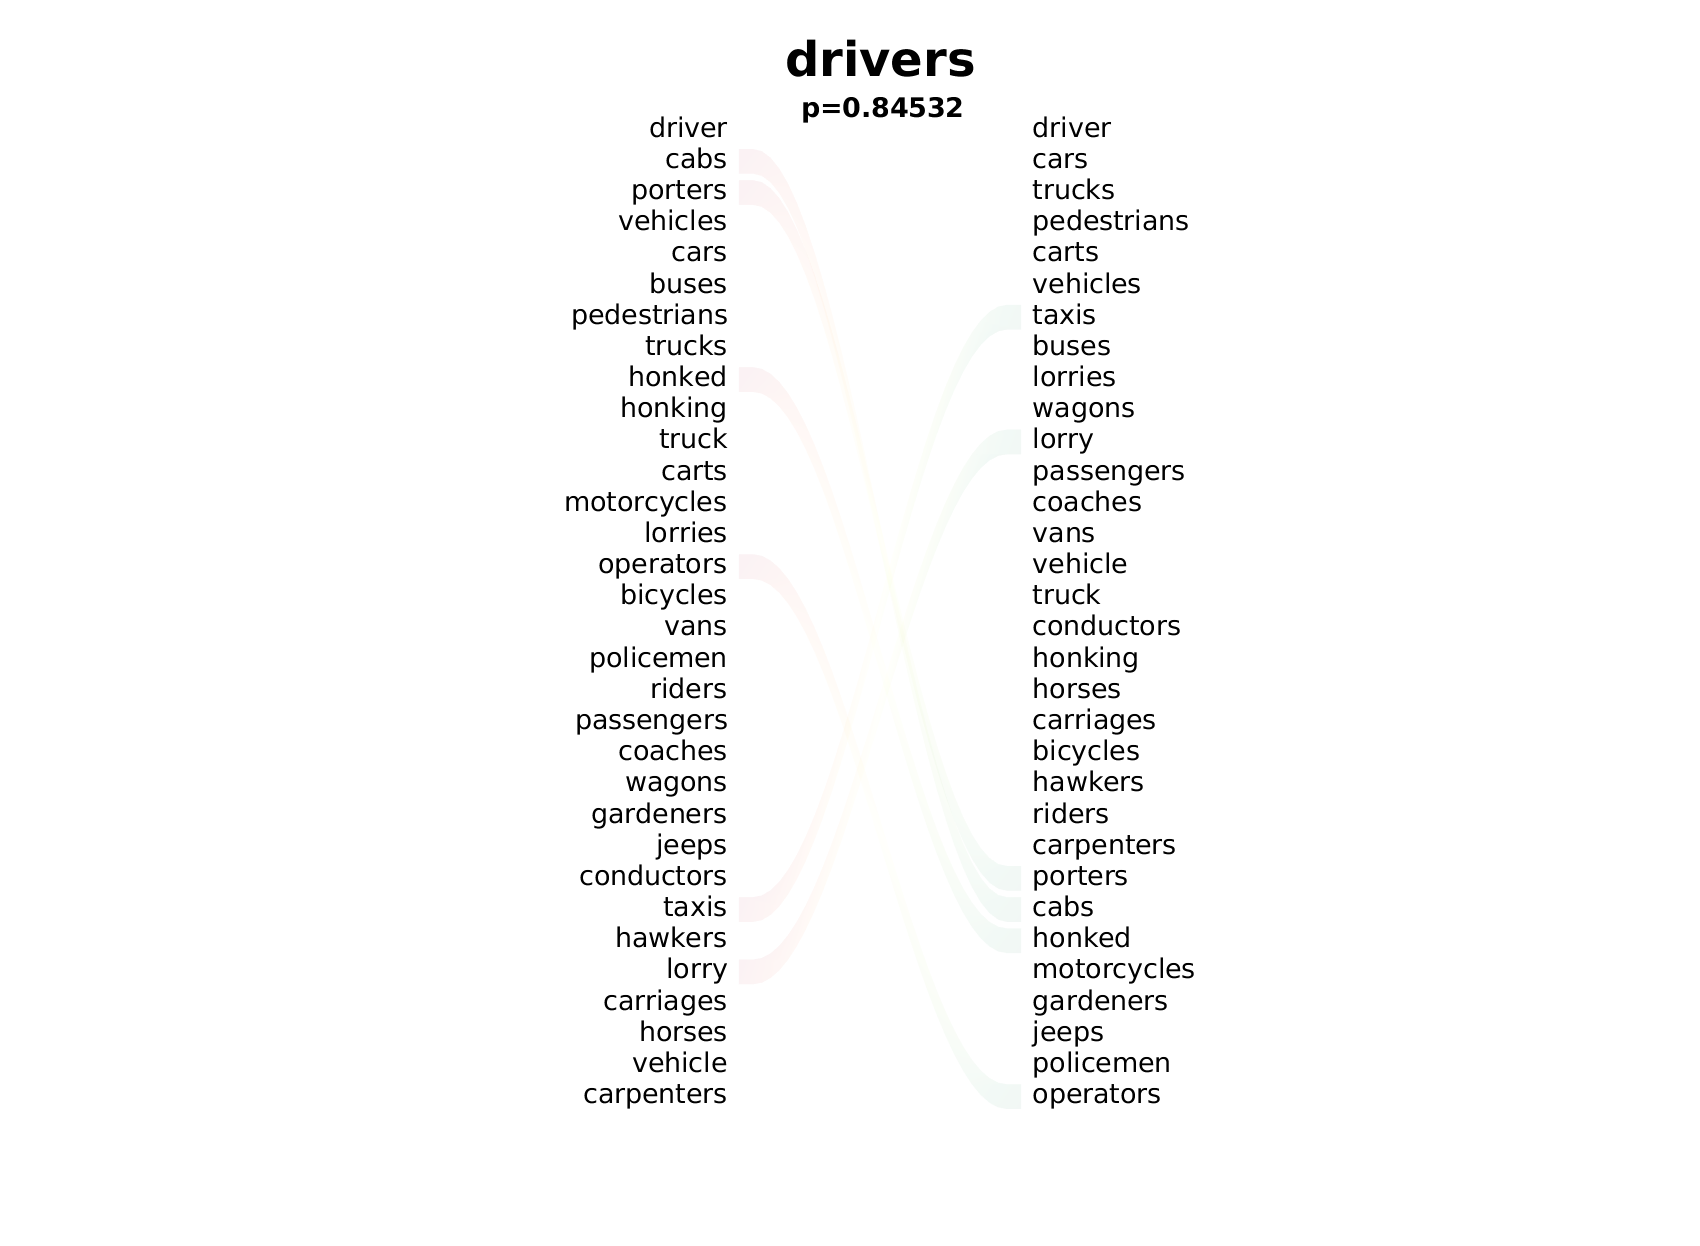 drivers
p=0.84532
driver driver
cabs cars
porters trucks
vehicles pedestrians
cars carts
buses vehicles
pedestrians taxis
trucks buses
honked lorries
honking wagons
truck lorry
carts passengers
motorcycles coaches
lorries vans
operators vehicle
bicycles truck
vans conductors
policemen honking
riders horses
passengers carriages
coaches bicycles
wagons hawkers
gardeners riders
jeeps carpenters
conductors porters
taxis cabs
hawkers honked
lorry motorcycles
carriages gardeners
horses jeeps
vehicle policemen
carpenters operators